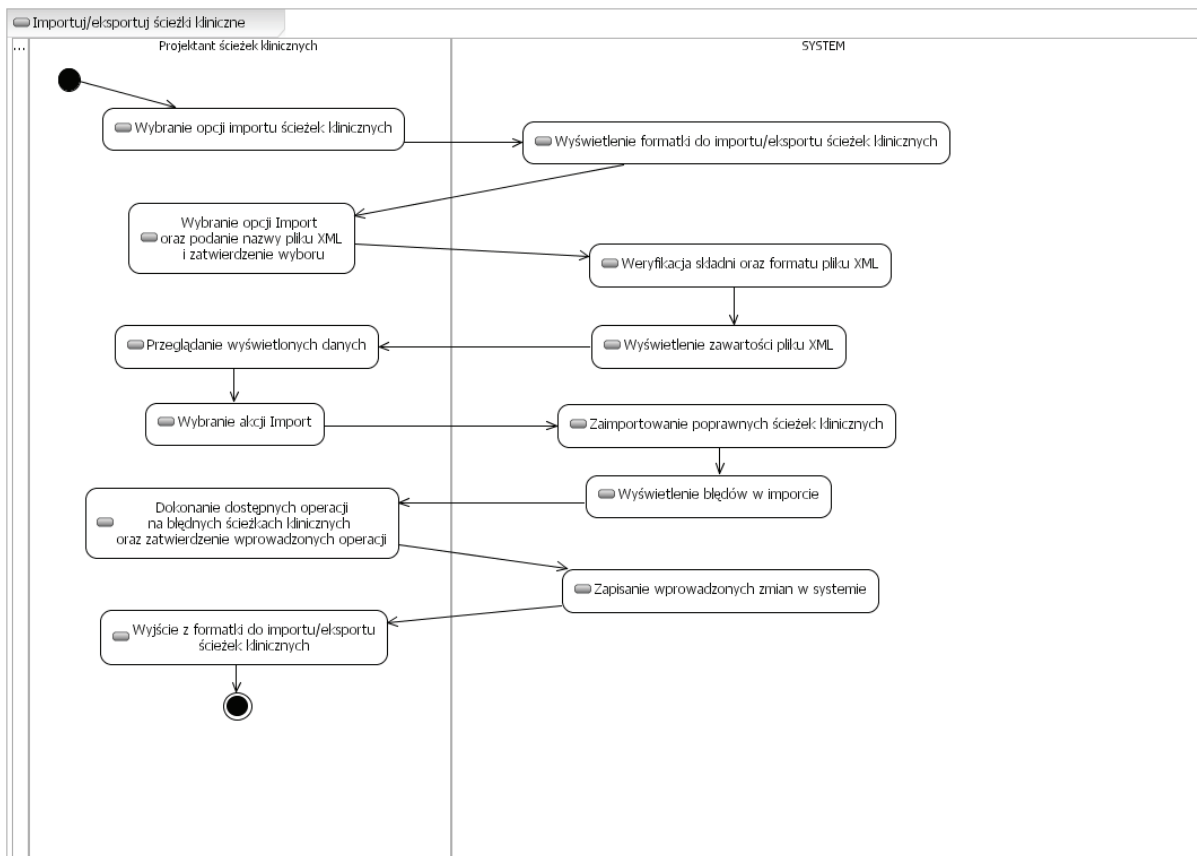 Importuj/eksportuj ścieżki kliniczne
...
Projektant ścieżek klinicznych
SYSTEM
Wybranie opcji importu ścieżek klinicznych
Wyświetlenie formatki do importu/eksportu ścieżek klinicznych
Wybranie opcji Import
oraz podanie nazwy pliku XML
i zatwierdzenie wyboru
Weryfikacja składni oraz formatu pliku XML
Przeglądanie wyświetlonych danych
Wyświetlenie zawartości pliku XML
Wybranie akcji Import
Zaimportowanie poprawnych ścieżek klinicznych
Wyświetlenie błędów w imporcie
Dokonanie dostępnych operacji
na błędnych ścieżkach klinicznych
oraz zatwierdzenie wprowadzonych operacji
Zapisanie wprowadzonych zmian w systemie
Wyjście z formatki do importu/eksportu
ścieżek klinicznych